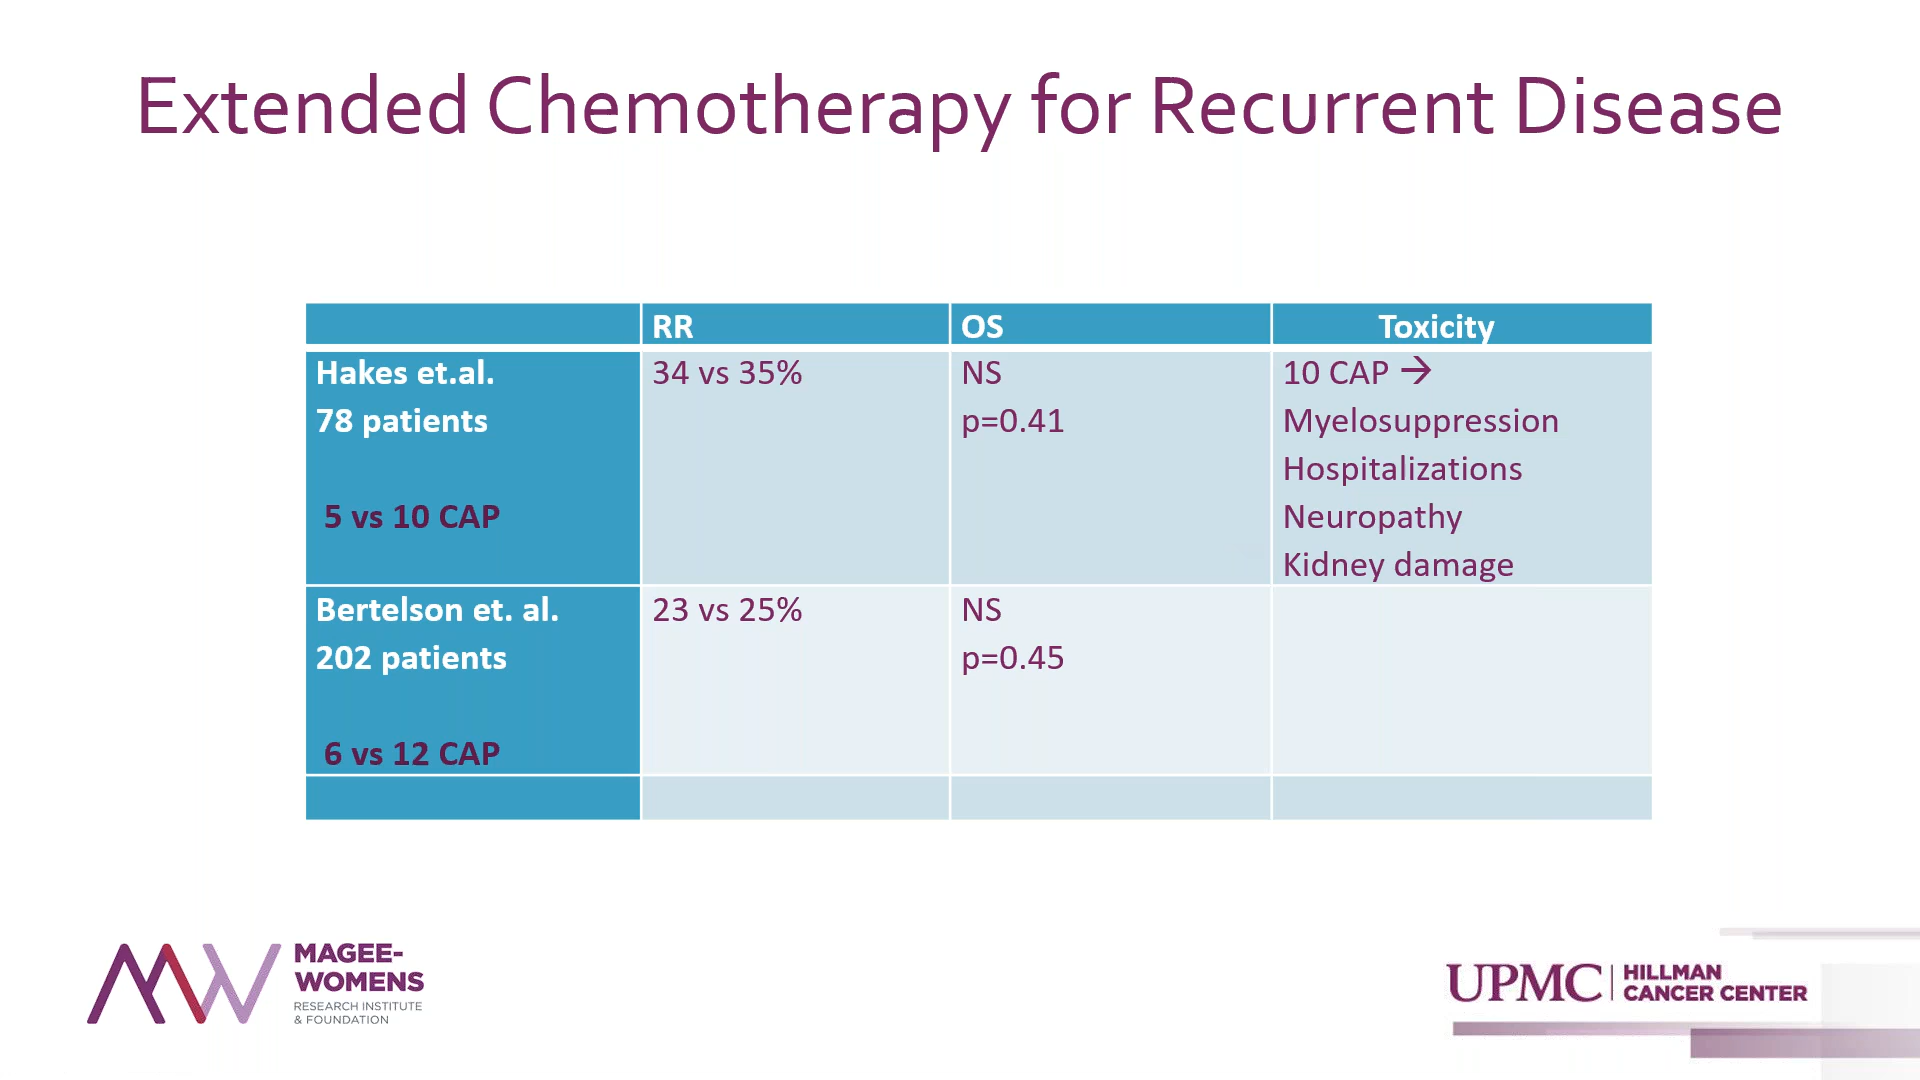 Extended Chemotherapy for Recurrent Disease
RR
OS
Toxicity
Hakes et.al.
78 patients
5 vs 10 CAP
34 vs 35%
NS
p=0.41
10 CAP →
Myelosuppression
Hospitalizations
Neuropathy
Kidney damage
Bertelson et. al.
202 patients
6 vs 12 CAP
23 vs 25%
NS
p=0.45
MAGEE-
WOMENS
RESEARCH INSTITUTE
& FOUNDATION
UPMC
HILLMAN
CANCER CENTER